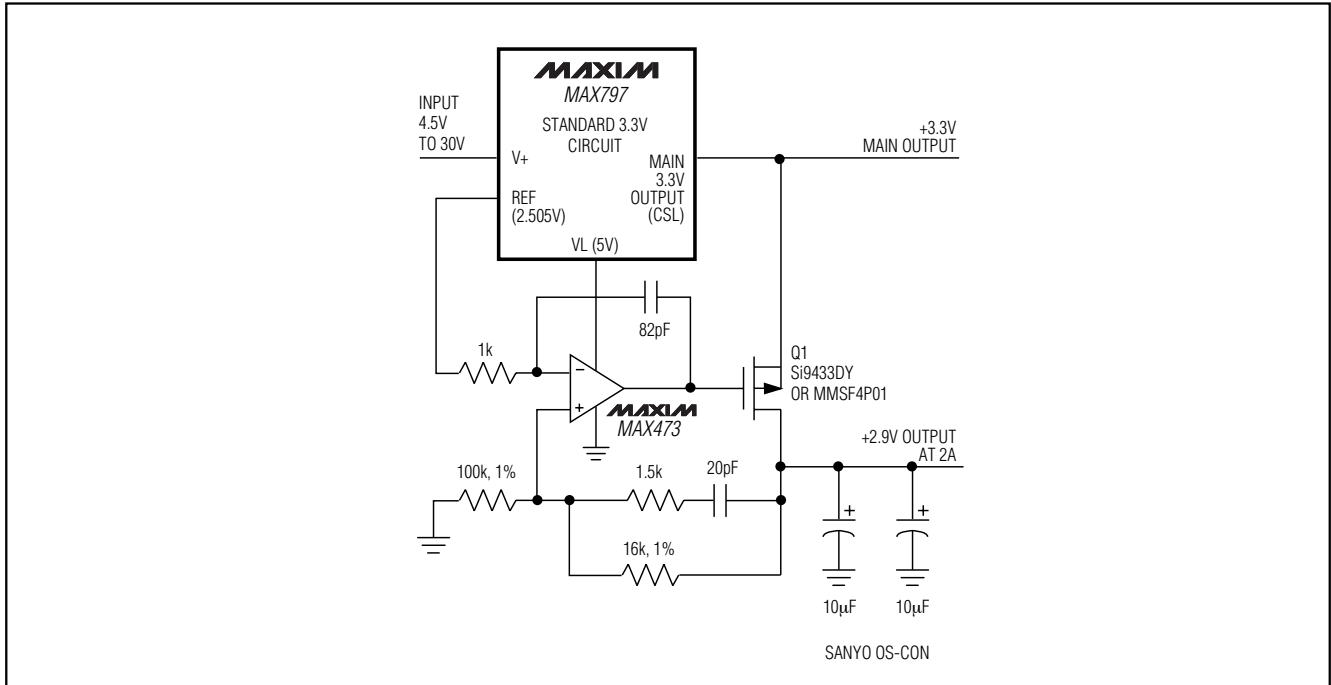 MAXIM
MAX797
STANDARD 3.3V
CIRCUIT
INPUT
4.5V
TO 30V
V+
REF
(2.505V)
MAIN
3.3V
OUTPUT
(CSL)
VL (5V)
+3.3V
MAIN OUTPUT
82pF
1k
−
+
MAXIM
MAX473
Q1
Si9433DY
OR MMSF4P01
+2.9V OUTPUT
AT 2A
100k, 1%
1.5k
20pF
16k, 1%
+
+
10µF
10µF
SANYO OS-CON